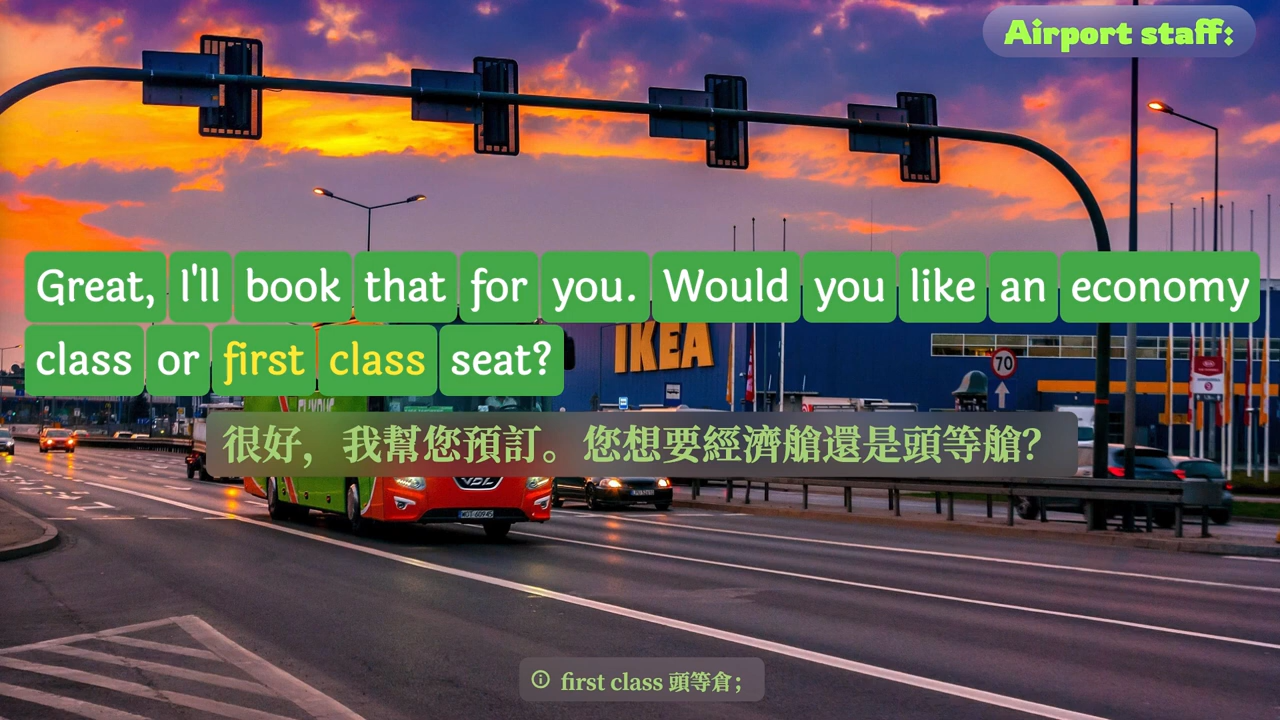 Airport staff:
Great, I'll book that for you. Would you like an economy
class or first class seat?
IKEA
70
很好，我幫您預訂。您想要經濟艙還是頭等艙？
first class 頭等倉；